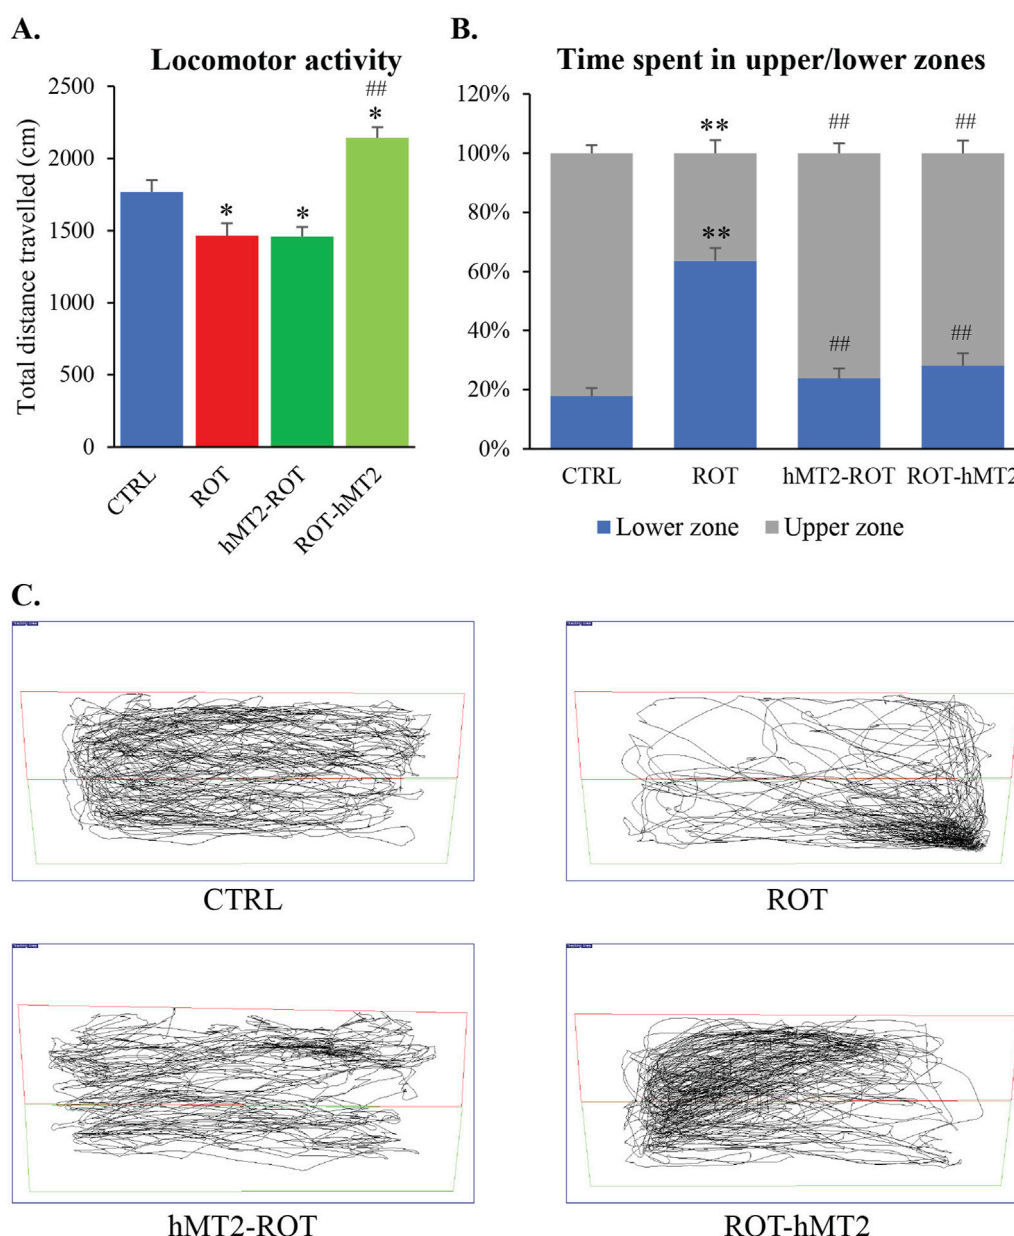 A.
Locomotor activity
Total distance travelled (cm)
2500
2000
1500
1000
500
0
*
*
##
*
CTRL
ROT
hMT2-ROT
ROT-hMT2
B.
Time spent in upper/lower zones
120%
100%
80%
60%
40%
20%
0%
**
##
##
**
##
##
CTRL ROT hMT2-ROT ROT-hMT2
Lower zone Upper zone
C.
CTRL
ROT
hMT2-ROT
ROT-hMT2